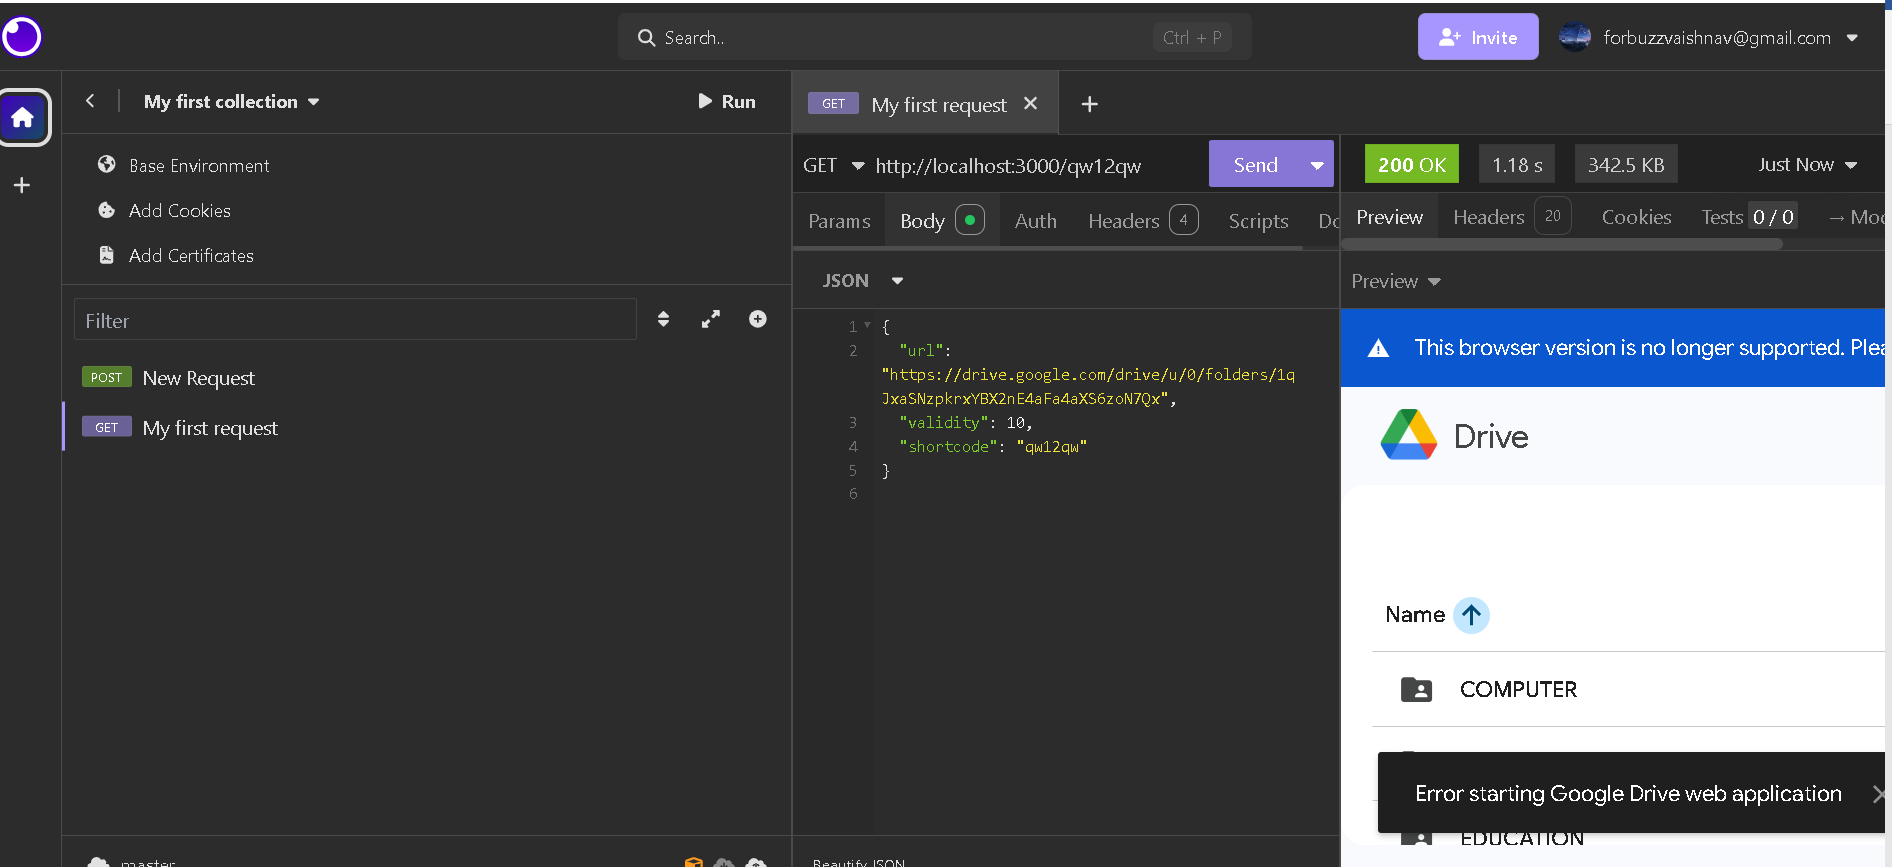 Search..
Ctrl + P
Invite
forbuzzvaishnav@gmail.com
My first collection
Run
GET
My first request
Base Environment
Add Cookies
Add Certificates
Filter
POST New Request
GET My first request
GET http://localhost:3000/qw12qw
Send
200 OK
1.18 s
342.5 KB
Just Now
Params
Body
Auth
Headers 4
Scripts
Do
Preview
Headers 20
Cookies
Tests 0 / 0
→ Moc
JSON
Preview
1 {
2 "url":
"https://drive.google.com/drive/u/0/folders/1q
JxaSNzpkrxYBX2nE4aFa4aXS6zoN7Qx",
3 "validity": 10,
4 "shortcode": "qw12qw"
5 }
6
This browser version is no longer supported. Plea
Drive
Name
COMPUTER
Error starting Google Drive web application
EDUCATION
master
Beautify JSON